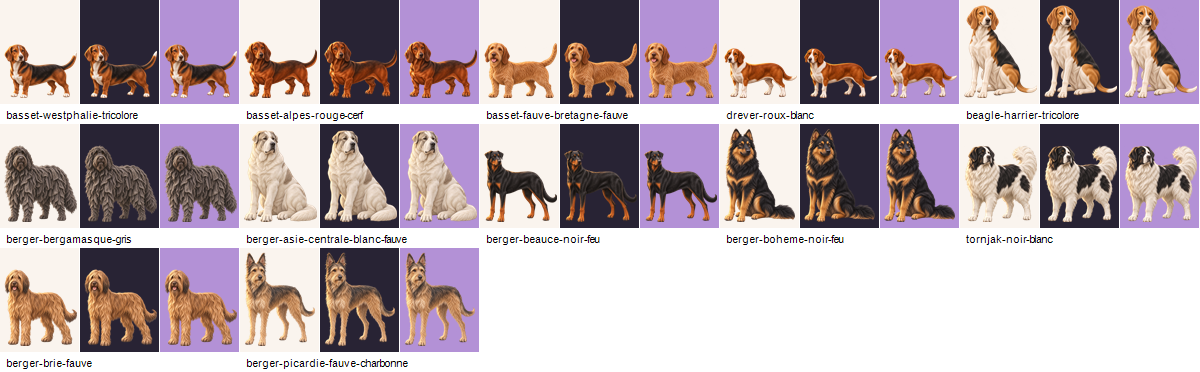 basset-westphalie-tricolore
basset-alpes-rouge-cerf
basset-fauve-bretagne-fauve
drever-roux-blanc
beagle-harrier-tricolore
berger-bergamasque-gris
berger-asie-centrale-blanc-fauve
berger-beauce-noir-feu
berger-boheme-noir-feu
tornjak-noir-blanc
berger-brie-fauve
berger-picardie-fauve-charbonne